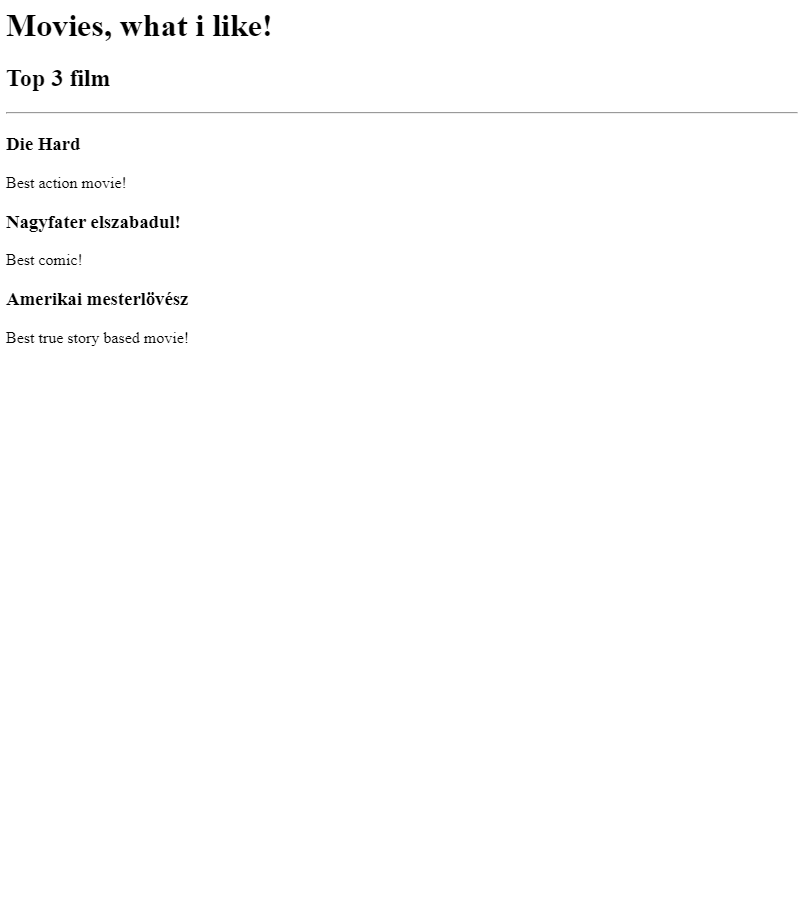 Movies, what i like!
Top 3 film
Die Hard
Best action movie!
Nagyfater elszabadul!
Best comic!
Amerikai mesterlövész
Best true story based movie!